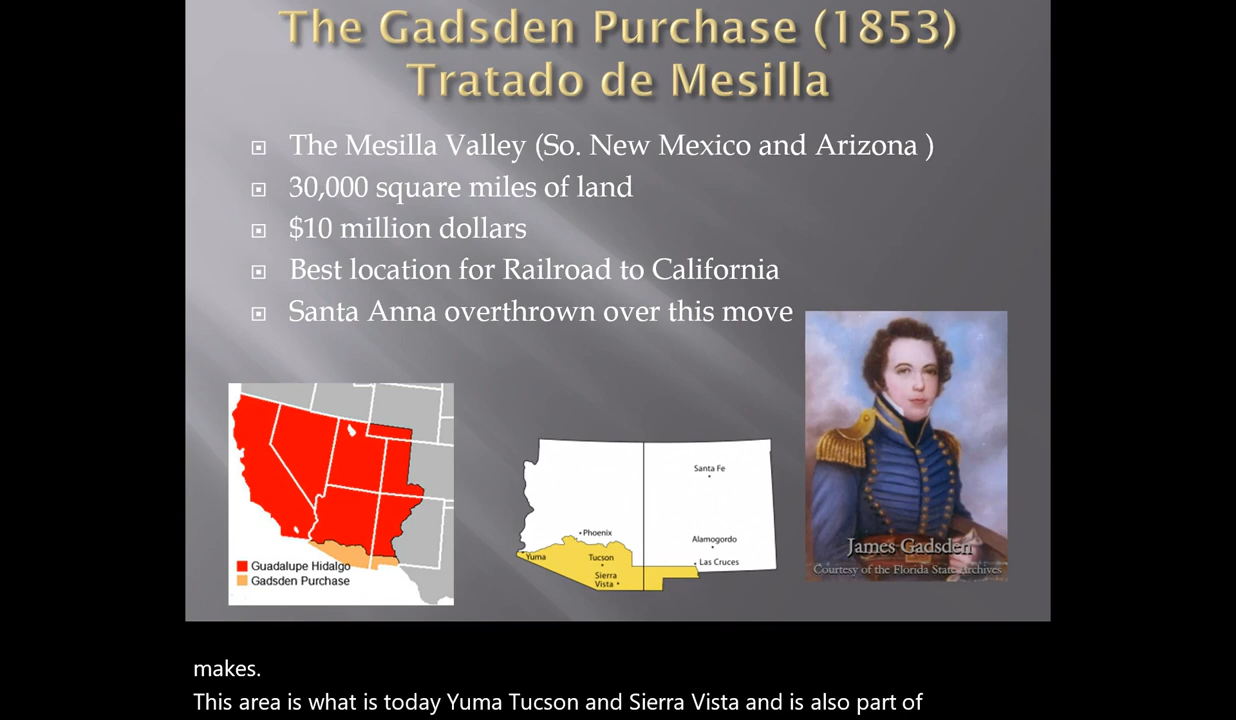 The Gadsden Purchase (1853)
Tratado de Mesilla
The Mesilla Valley (So. New Mexico and Arizona )
30,000 square miles of land
$10 million dollars
Best location for Railroad to California
Santa Anna overthrown over this move
Guadalupe Hidalgo
Gadsden Purchase
Santa Fe
Phoenix
Alamogordo
Yuma
Tucson
Las Cruces
Sierra
Vista
James Gadsden
Courtesy of the Florida State Archives
makes.
This area is what is today Yuma Tucson and Sierra Vista and is also part of